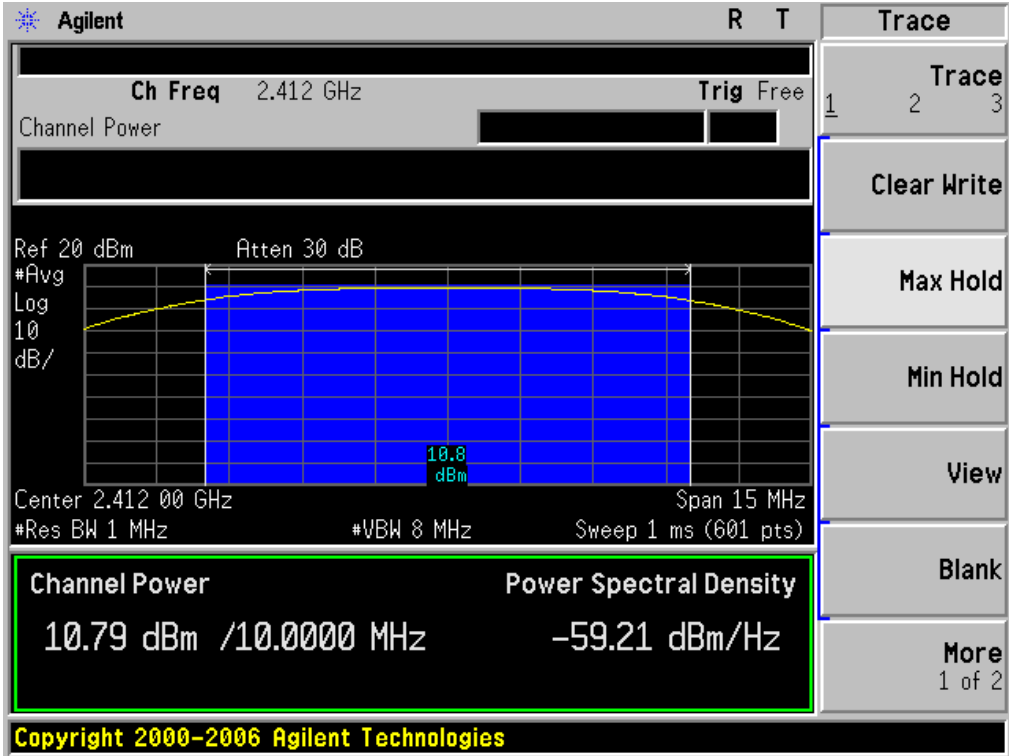 Agilent R T
Trace
Ch Freq 2.412 GHz Trig Free
Channel Power
Trace
1 2 3
Clear Write
Ref 20 dBm Atten 30 dB
#Avg
Log
10
dB/
Max Hold
Min Hold
10.8
dBm
View
Center 2.412 00 GHz Span 15 MHz
#Res BW 1 MHz #VBW 8 MHz Sweep 1 ms (601 pts)
Blank
Channel Power Power Spectral Density
10.79 dBm /10.0000 MHz -59.21 dBm/Hz
More
1 of 2
Copyright 2000-2006 Agilent Technologies